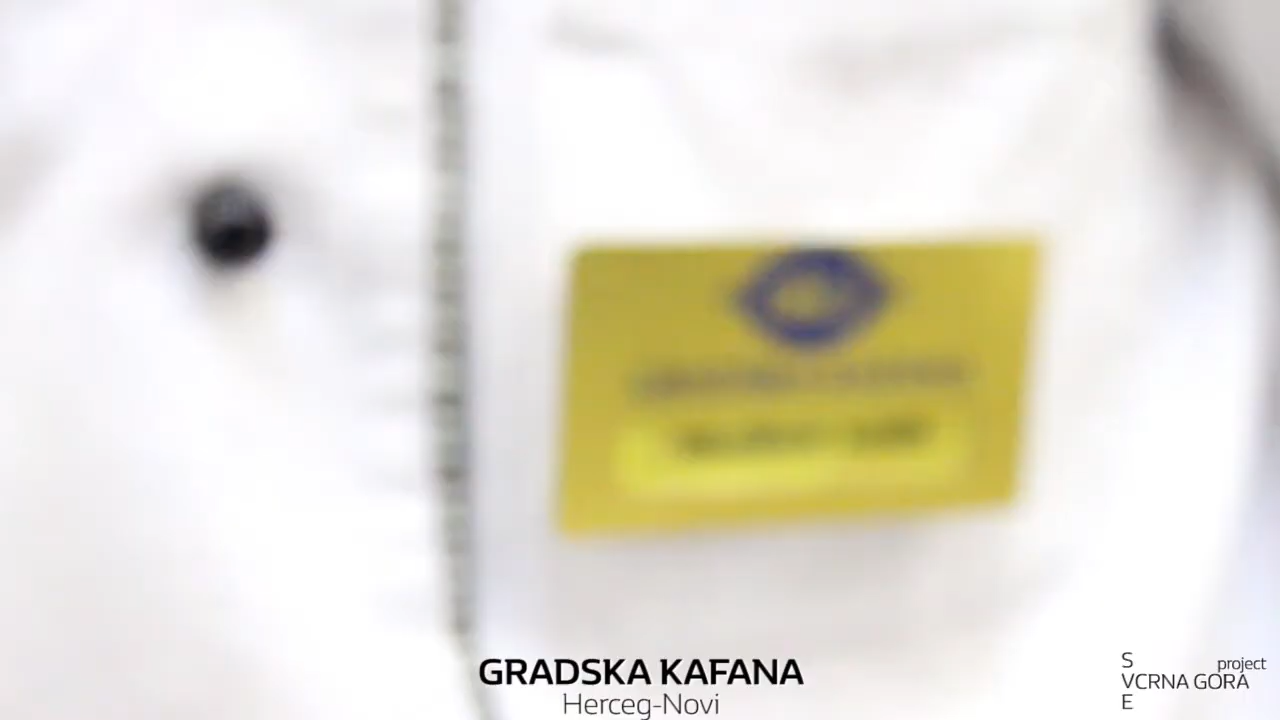 GRADSKA KAFANA
Herceg-Novi
S
project
VCRNA GORA
E